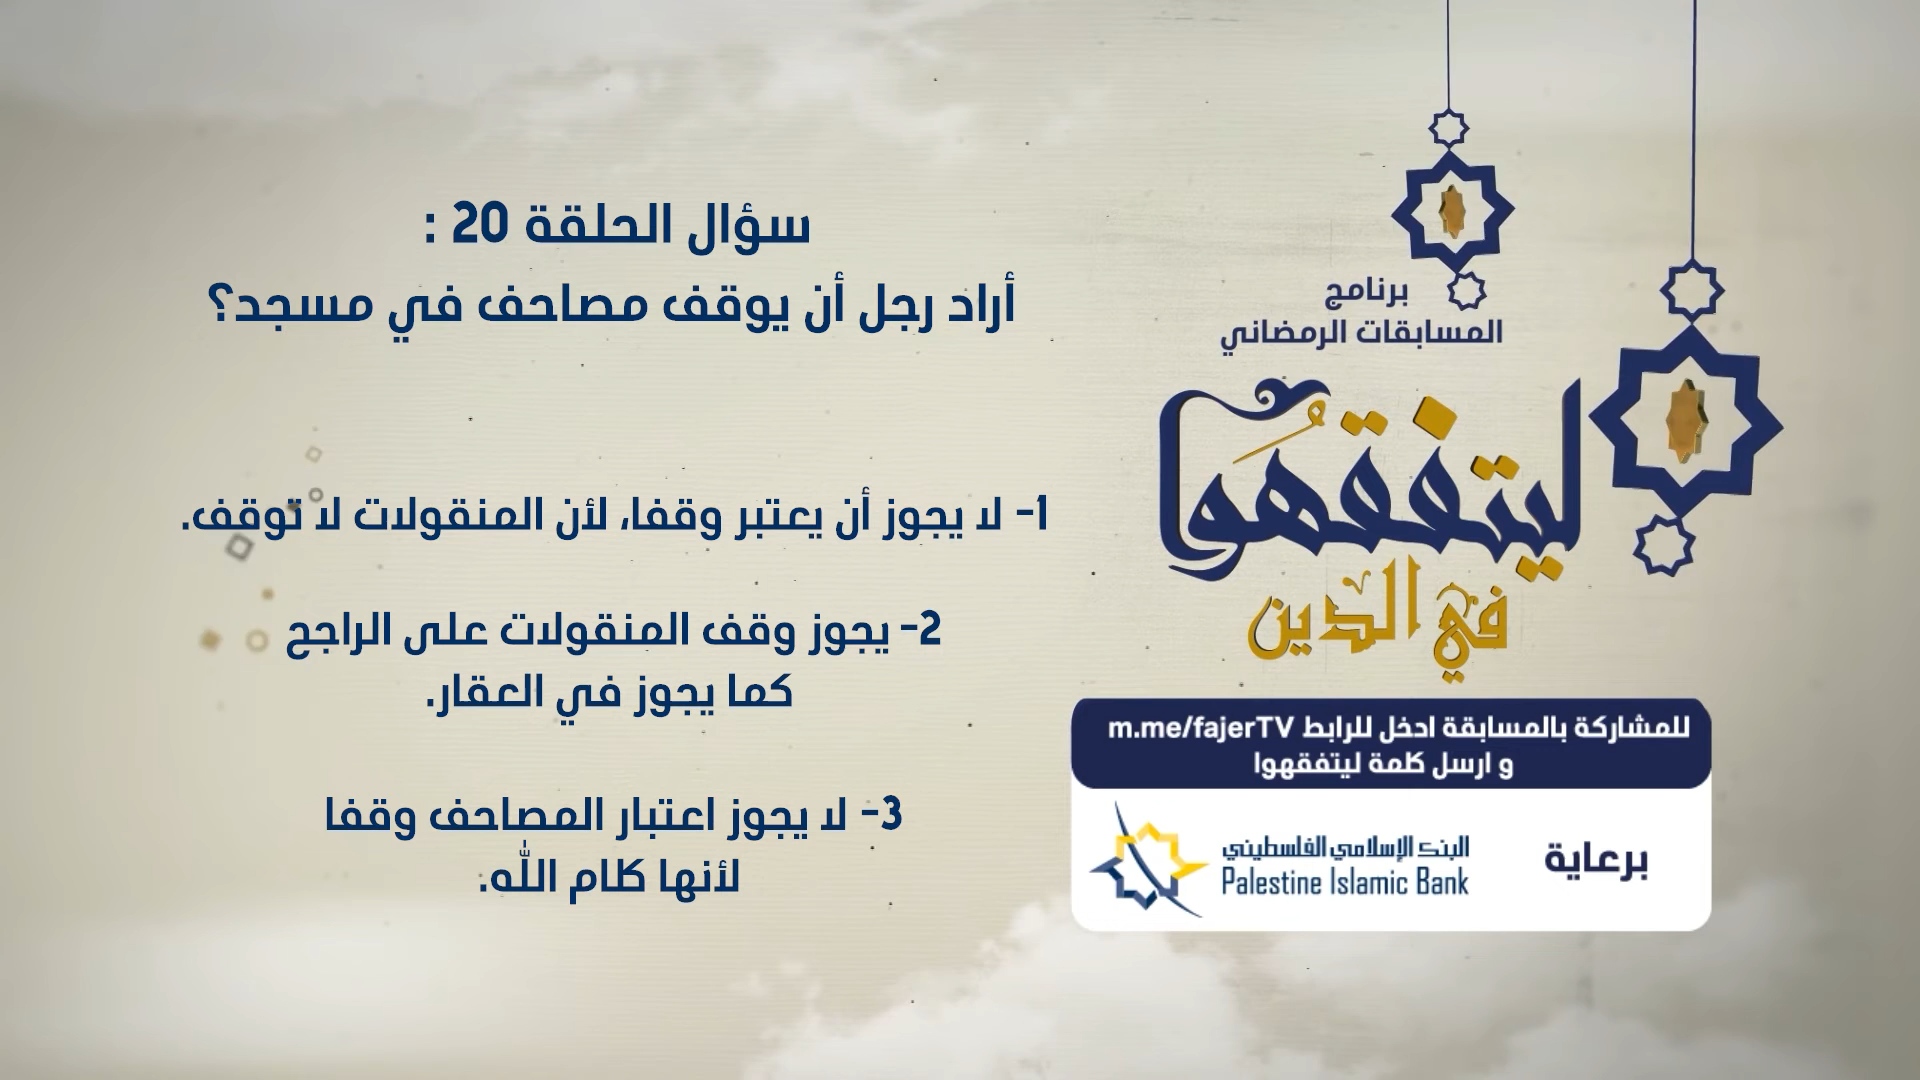 سؤال الحلقة 20 :
أراد رجل أن يوقف مصاحف في مسجد؟
1- لا يجوز أن يعتبر وقفا، لأن المنقولات لا توقف.
2- يجوز وقف المنقولات على الراجح
كما يجوز في العقار.
3- لا يجوز اعتبار المصاحف وقفا
لأنها كلام اللّٰه.
برنامج
المسابقات الرمضاني
ليتفقهُوا
في الدين
للمشاركة بالمسابقة ادخل للرابط m.me/fajerTV
و ارسل كلمة ليتفقهوا
برعاية
البنك الإسلامي الفلسطيني
Palestine Islamic Bank